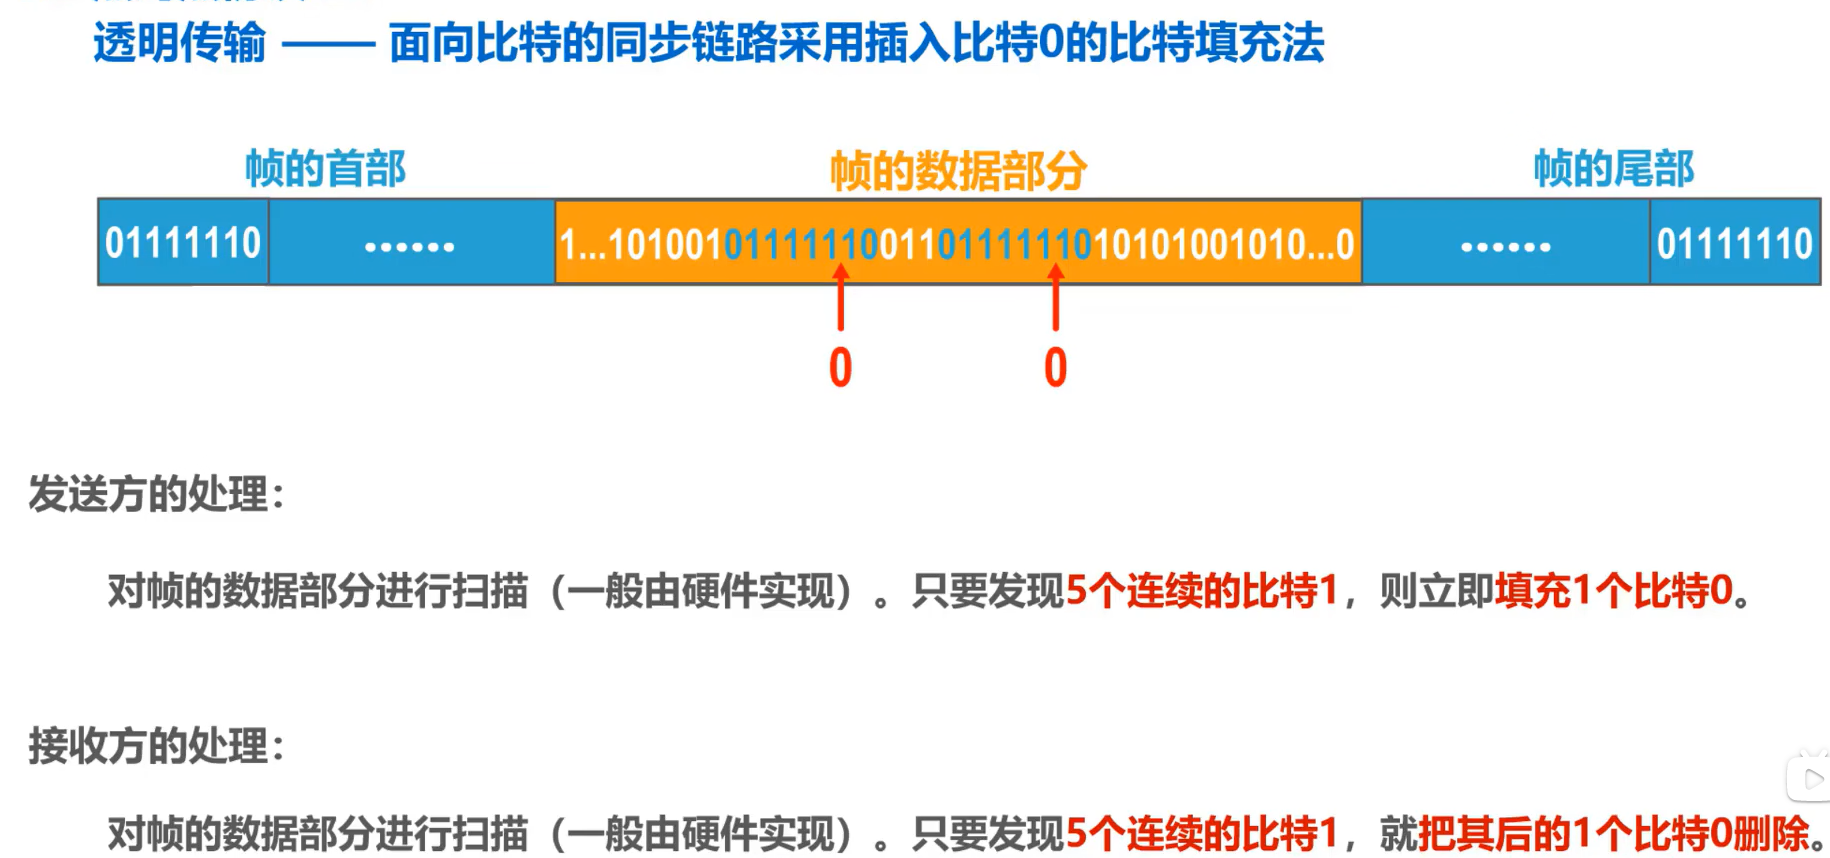 透明传输 —— 面向比特的同步链路采用插入比特0的比特填充法
帧的首部
帧的数据部分
帧的尾部
01111110
······
1...101001011111100110111111010101001010...0
······
01111110
0
0
发送方的处理：
对帧的数据部分进行扫描（一般由硬件实现）。只要发现5个连续的比特1，则立即填充1个比特0。
接收方的处理：
对帧的数据部分进行扫描（一般由硬件实现）。只要发现5个连续的比特1，就把其后的1个比特0删除。